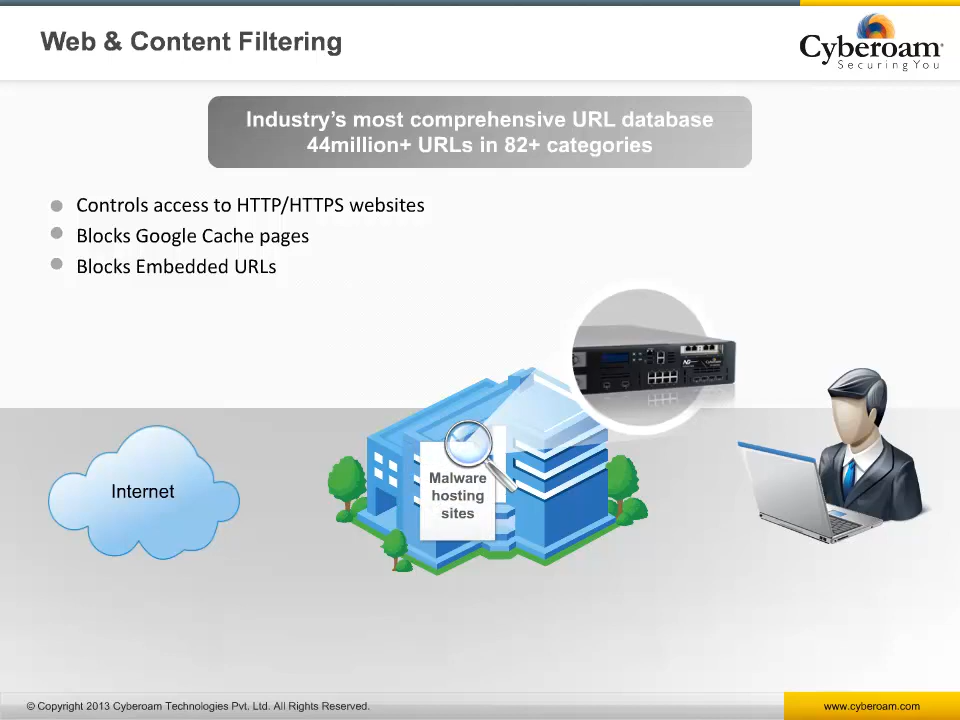 Web & Content Filtering
Cyberoam
Securing You
Industry's most comprehensive URL database
44million+ URLs in 82+ categories
Controls access to HTTP/HTTPS websites
Blocks Google Cache pages
Blocks Embedded URLs
Internet
Malware
hosting
sites
© Copyright 2013 Cyberoam Technologies Pvt. Ltd. All Rights Reserved.
www.cyberoam.com